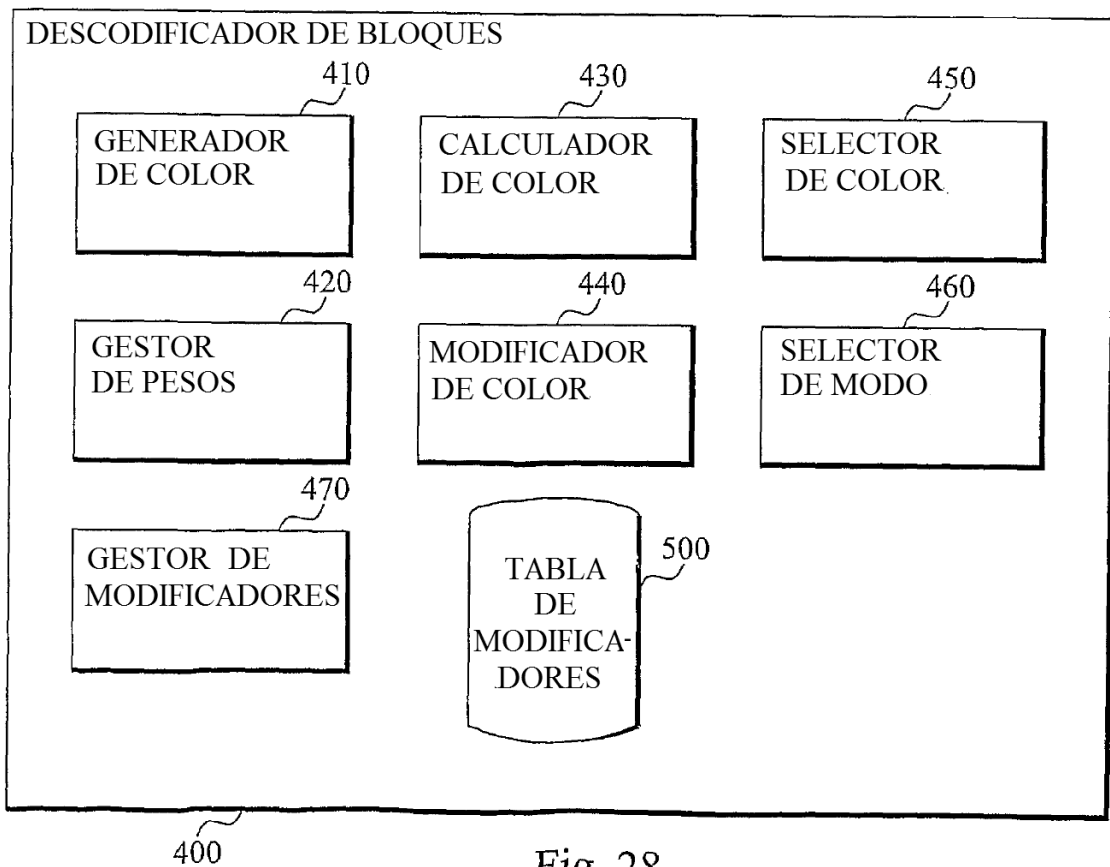 DESCODIFICADOR DE BLOQUES
410
430
450
GENERADOR
DE COLOR
CALCULADOR
DE COLOR
SELECTOR
DE COLOR
420
440
460
GESTOR
DE PESOS
MODIFICADOR
DE COLOR
SELECTOR
DE MODO
470
GESTOR DE
MODIFICADORES
500
TABLA
DE
MODIFICA-
DORES
400
Fig. 28